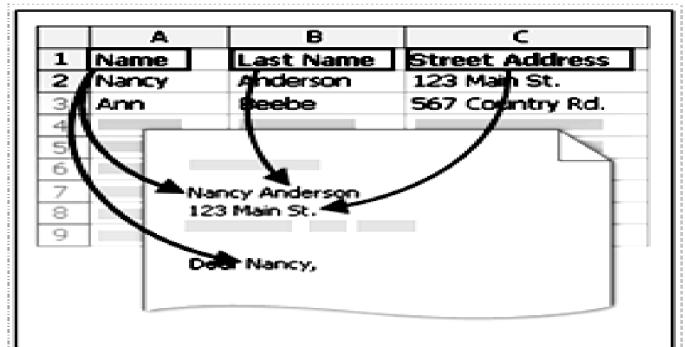 A B C
1 Name Last Name Street Address
2 Nancy Anderson 123 Main St.
3 Ann Beebe 567 Country Rd.
4
5
6
7
8
9
Nancy Anderson
123 Main St.
Dear Nancy,